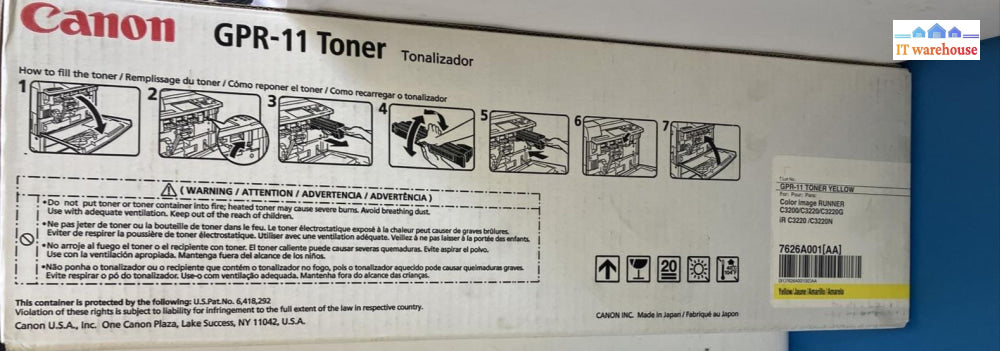 Canon
GPR-11 Toner Tonalizador
IT warehouse
How to fill the toner / Remplissage du toner / Cómo reponer el toner / Como recarregar o tonalizador
1 2 3 4 5 6 7
( WARNING / ATTENTION / ADVERTENCIA / ADVERTÊNCIA )
•Do not put toner or toner container into fire; heated toner may cause severe burns. Avoid breathing dust.
Use with adequate ventilation. Keep out of the reach of children.
•Ne pas jeter de toner ou la bouteille de toner dans le feu. Le toner électrostatique exposé à la chaleur peut causer de graves brûlures.
Eviter de respirer la poussière de toner électrostatique. Utiliser avec une ventilation adéquate. Veillez à ne pas laisser à la portée des enfants.
•No arroje al fuego el toner o el recipiente con toner. El toner caliente puede causar severas quemaduras. Evite aspirar el polvo.
Use con la ventilación apropiada. Mantenga fuera del alcance de los niños.
•Não ponha o tonalizador ou o recipiente que contém o tonalizador no fogo, pois o tonalizador aquecido pode causar queimaduras graves.
Evite respirar o pó do tonalizador. Use-o com ventilação adequada. Mantenha fora do alcance das crianças.
This container is protected by the following: U.S.Pat.No. 6,418,292
Violation of these rights is subject to liability for infringement to the full extent of the law in respective country.
Canon U.S.A., Inc. One Canon Plaza, Lake Success, NY 11042, U.S.A.
20
CANON INC. Made in Japan / Fabriqué au Japon
GPR-11 TONER YELLOW
For: Pour: Para:
Color image RUNNER
C3200/C3220/C3220G
iR C3220 /C3220N
7626A001[AA]
Yellow/Jaune/Amarillo/Amarelo